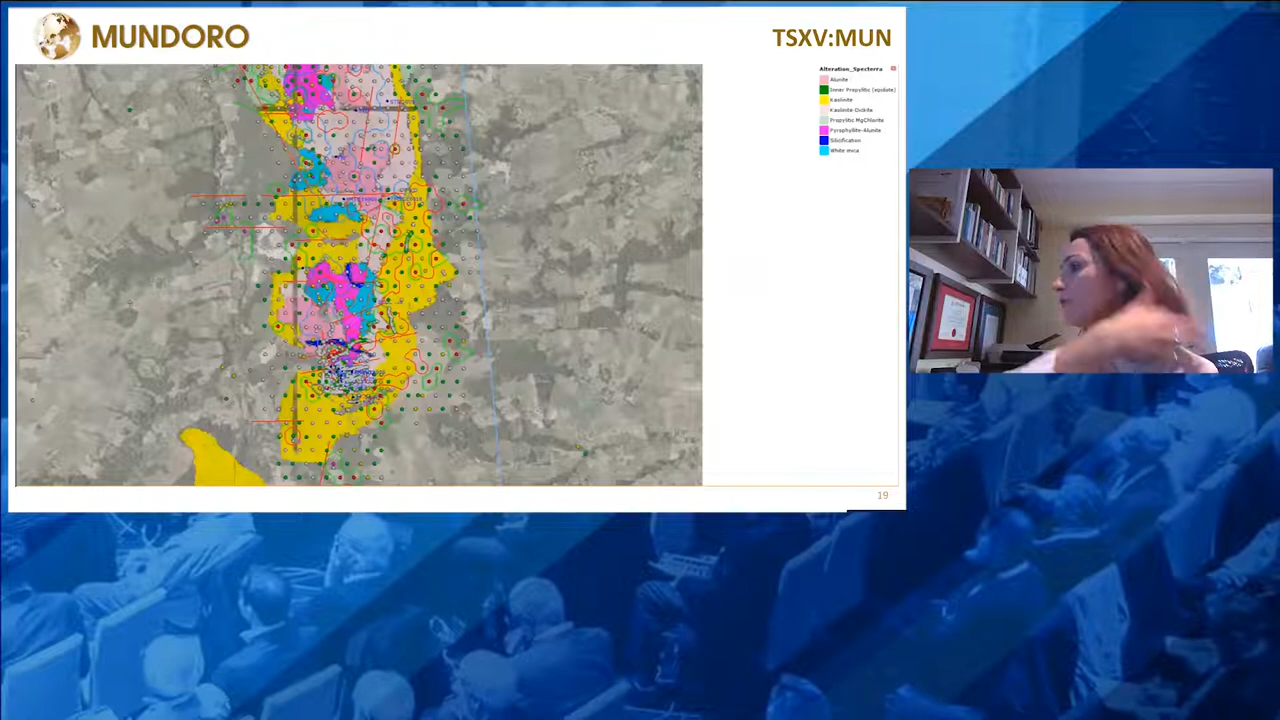 MUNDORO
TSXV:MUN
Alteration_Specterra
Alunite
Inner Propylitic (epidote)
Kaolinite
Kaolinite-Dickite
Propylitic MgChlorite
Pyrophyllite-Alunite
Silicification
White mica
19